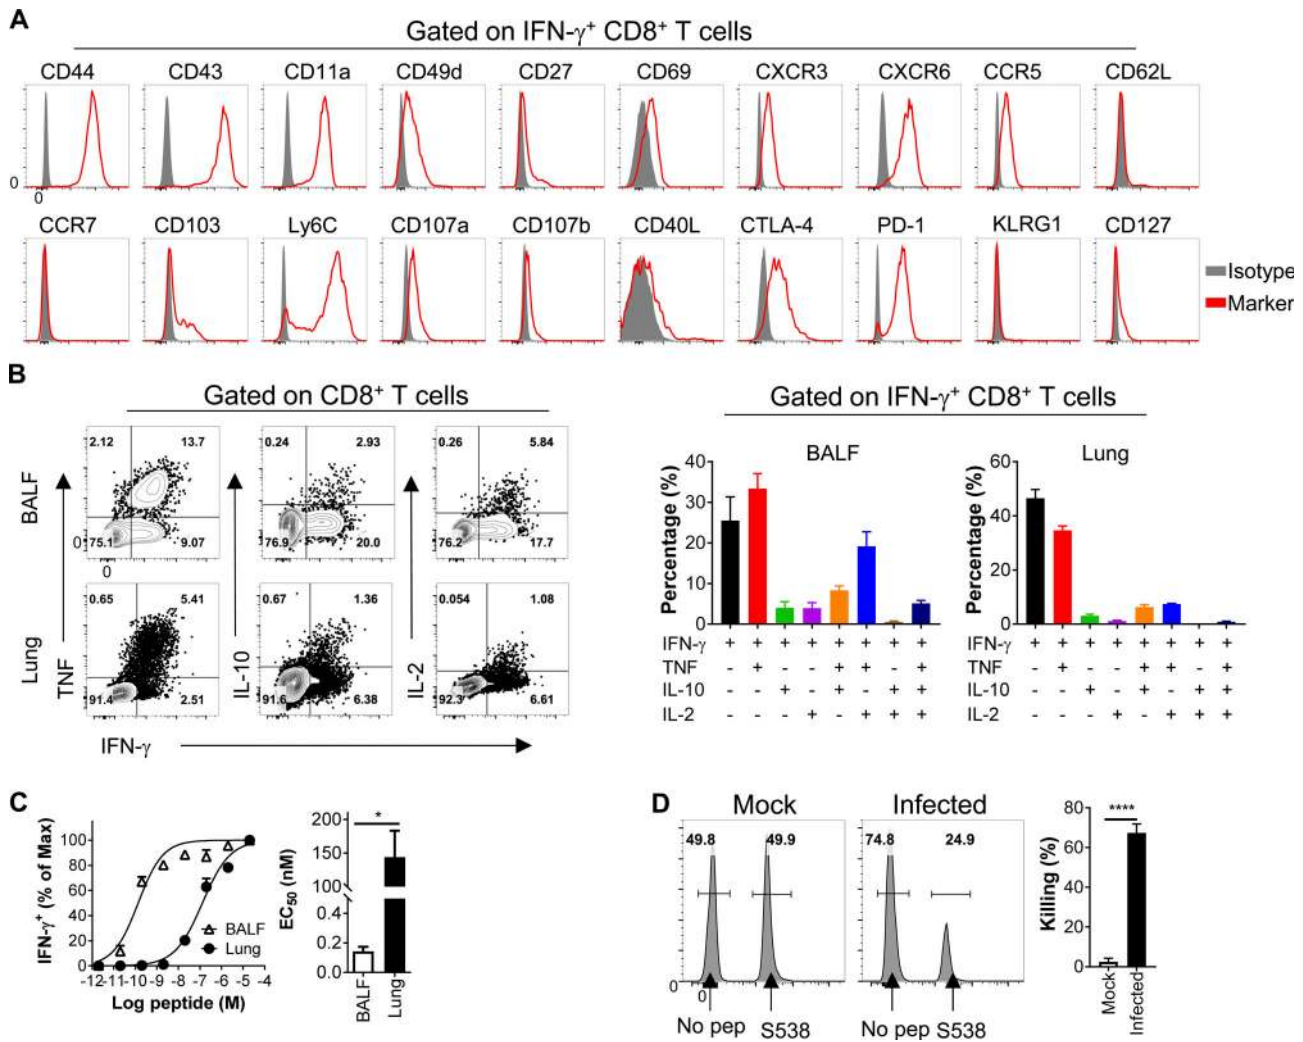 A
Gated on IFN-γ⁺ CD8⁺ T cells
CD44 CD43 CD11a CD49d CD27 CD69 CXCR3 CXCR6 CCR5 CD62L
0
0
CCR7 CD103 Ly6C CD107a CD107b CD40L CTLA-4 PD-1 KLRG1 CD127
Isotype
Marker
B
Gated on CD8⁺ T cells
BALF
2.12 13.7 0.24 2.93 0.26 5.84
0
75.1 9.07 76.9 20.0 76.2 17.7
0
Lung
TNF
IL-10
IL-2
0.65 5.41 0.67 1.36 0.054 1.08
91.4 2.51 91.6 6.38 92.3 6.61
IFN-γ
Gated on IFN-γ⁺ CD8⁺ T cells
BALF
Percentage (%)
40
30
20
10
0
IFN-γ + + + + + + + +
TNF - + - - + + - +
IL-10 - - + - + - + +
IL-2 - - - + - + + +
Lung
Percentage (%)
60
40
20
0
IFN-γ + + + + + + + +
TNF - + - - + + - +
IL-10 - - + - + - + +
IL-2 - - - + - + + +
C
IFN-γ⁺ (% of Max)
100
80
60
40
20
0
BALF
Lung
-12 -11 -10 -9 -8 -7 -6 -5 -4
Log peptide (M)
EC₅₀ (nM)
200
150
100
0.4
0.2
0.0
*
BALF
Lung
D
Mock
49.8 49.9
0
0
No pep S538
Infected
74.8 24.9
No pep S538
Killing (%)
80
60
40
20
0
****
Mock
Infected